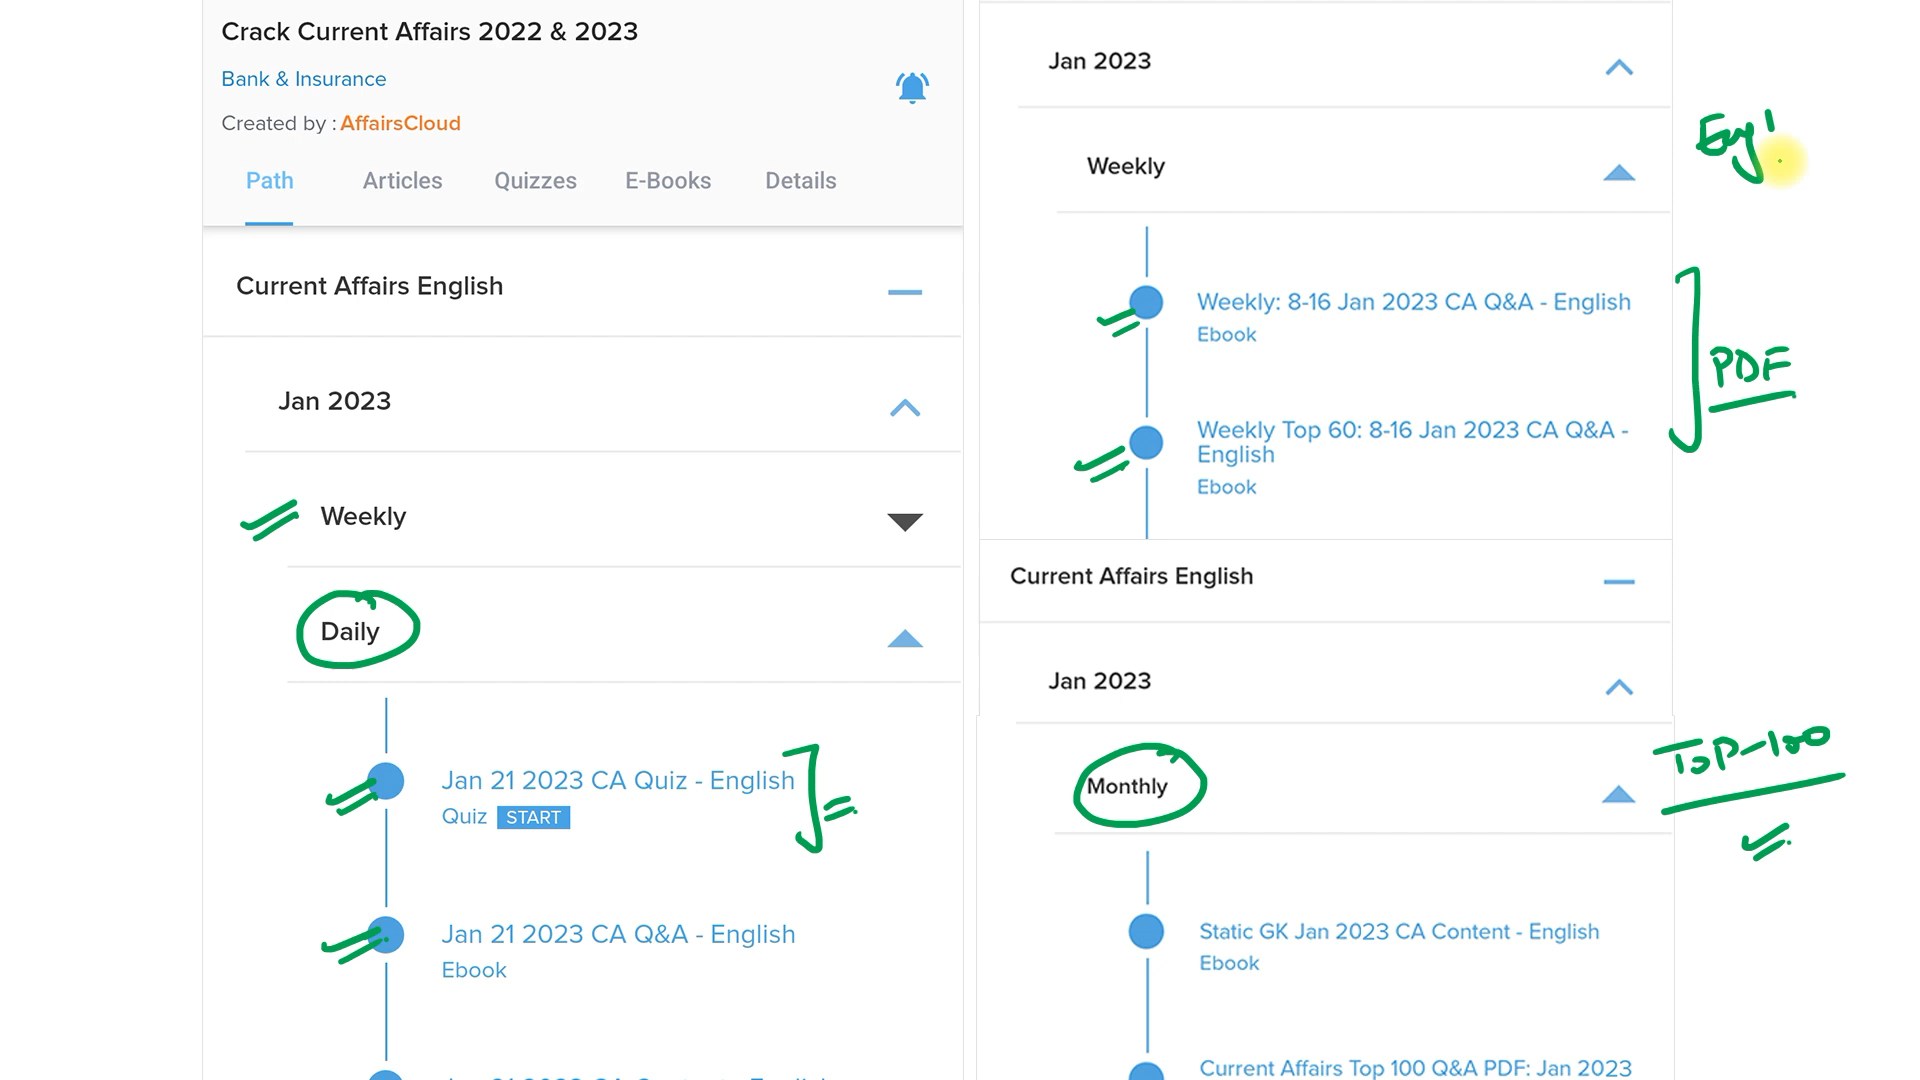 Crack Current Affairs 2022 & 2023
Bank & Insurance
Created by : AffairsCloud
Path Articles Quizzes E-Books Details
Current Affairs English
Jan 2023
Weekly
Daily
Jan 21 2023 CA Quiz - English
Quiz START
Jan 21 2023 CA Q&A - English
Ebook
Jan 2023
Weekly
Weekly: 8-16 Jan 2023 CA Q&A - English
Ebook
Weekly Top 60: 8-16 Jan 2023 CA Q&A -
English
Ebook
PDF
Current Affairs English
Jan 2023
Monthly
TOP-100
Static GK Jan 2023 CA Content - English
Ebook
Current Affairs Top 100 Q&A PDF: Jan 2023